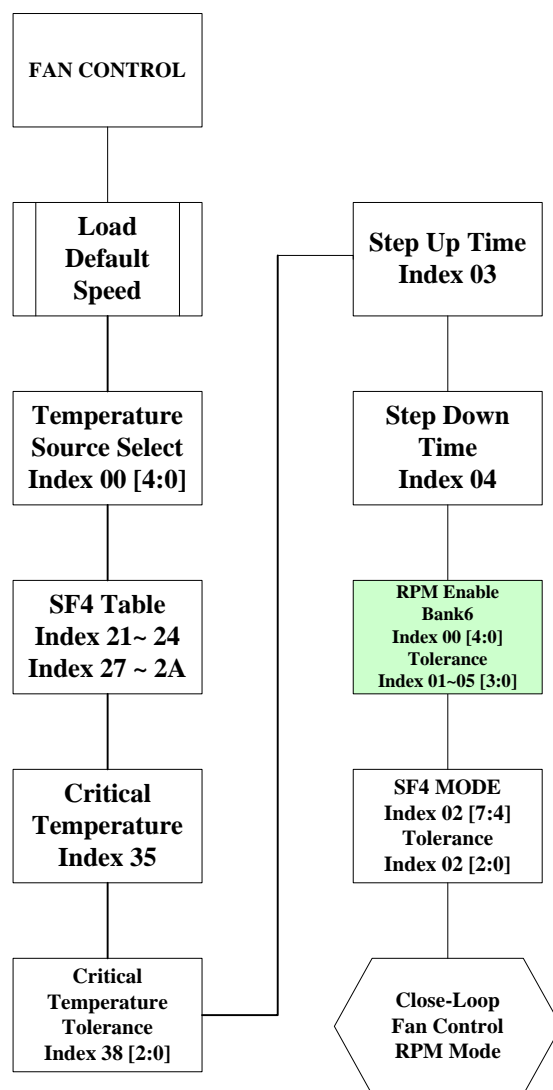 FAN CONTROL
Load
Default
Speed
Temperature
Source Select
Index 00 [4:0]
SF4 Table
Index 21~ 24
Index 27 ~ 2A
Critical
Temperature
Index 35
Critical
Temperature
Tolerance
Index 38 [2:0]
Step Up Time
Index 03
Step Down
Time
Index 04
RPM Enable
Bank6
Index 00 [4:0]
Tolerance
Index 01~05 [3:0]
SF4 MODE
Index 02 [7:4]
Tolerance
Index 02 [2:0]
Close-Loop
Fan Control
RPM Mode